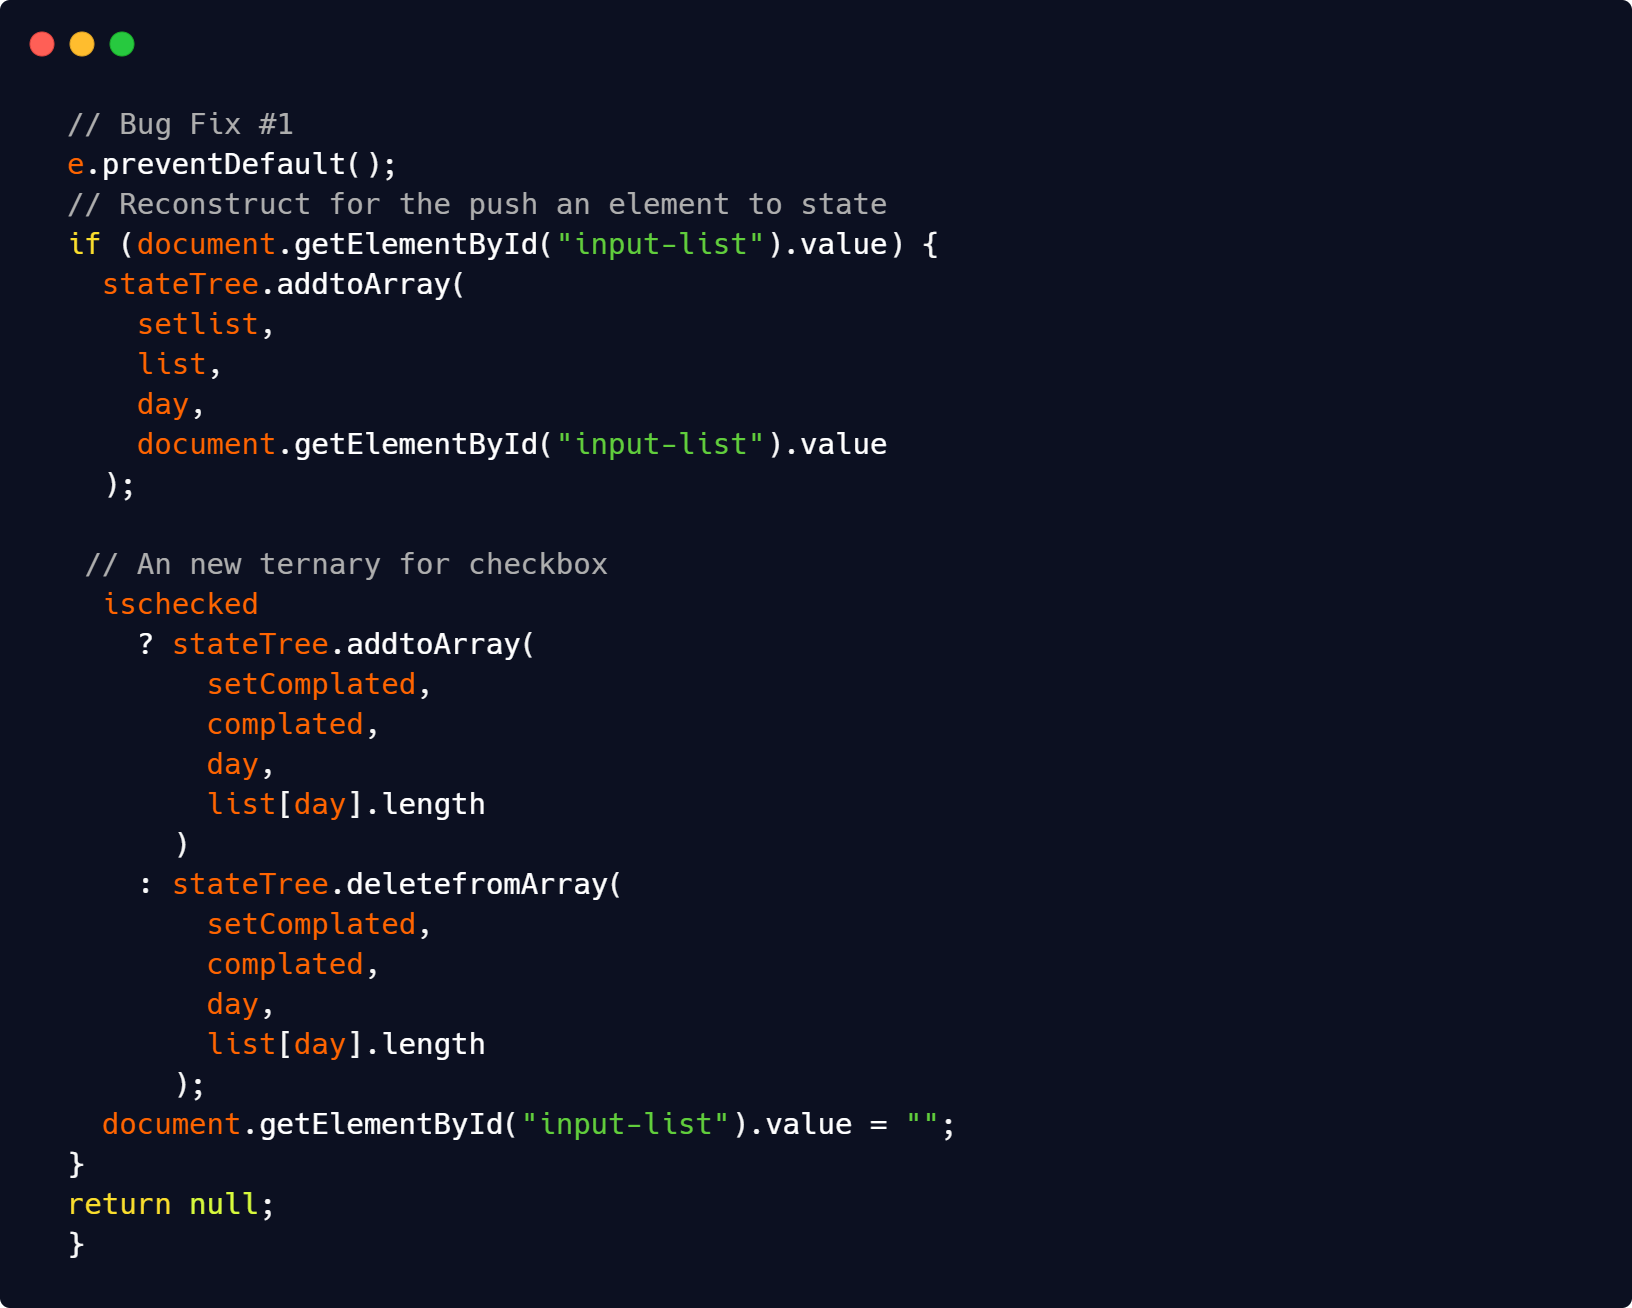 // Bug Fix #1
e.preventDefault();
// Reconstruct for the push an element to state
if (document.getElementById("input-list").value) {
  stateTree.addtoArray(
    setlist,
    list,
    day,
    document.getElementById("input-list").value
  );

 // An new ternary for checkbox
  ischecked
    ? stateTree.addtoArray(
        setComplated,
        complated,
        day,
        list[day].length
      )
    : stateTree.deletefromArray(
        setComplated,
        complated,
        day,
        list[day].length
      );
  document.getElementById("input-list").value = "";
}
return null;
}